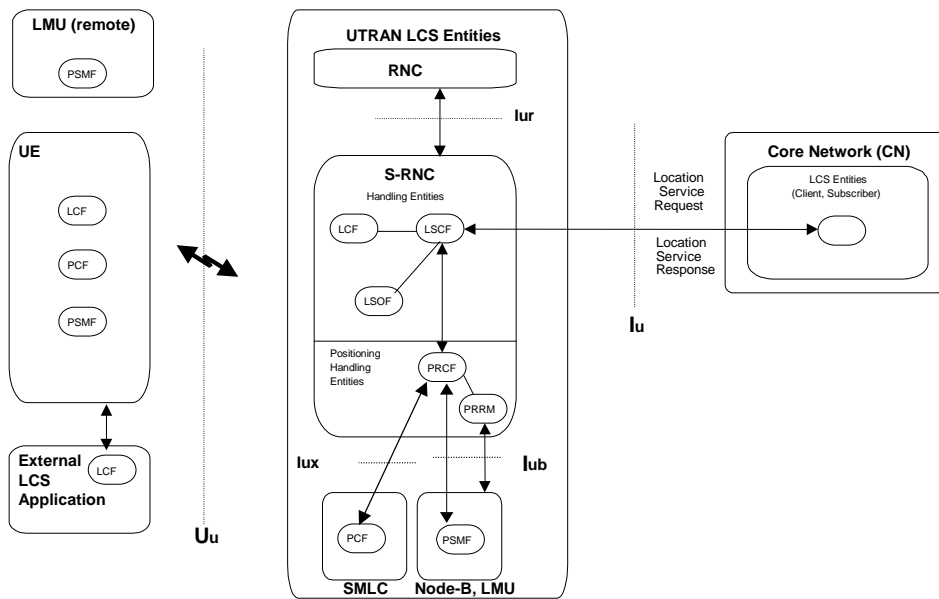 LMU (remote)
PSMF
UE
LCF
PCF
PSMF
External
LCS
Application
LCF
Uu
UTRAN LCS Entities
RNC
Iur
S-RNC
Handling Entities
LCF
LSCF
LSOF
Positioning
Handling
Entities
PRCF
PRRM
Iux
Iub
PCF
PSMF
SMLC
Node-B, LMU
Location
Service
Request
Location
Service
Response
Iu
Core Network (CN)
LCS Entities
(Client, Subscriber)